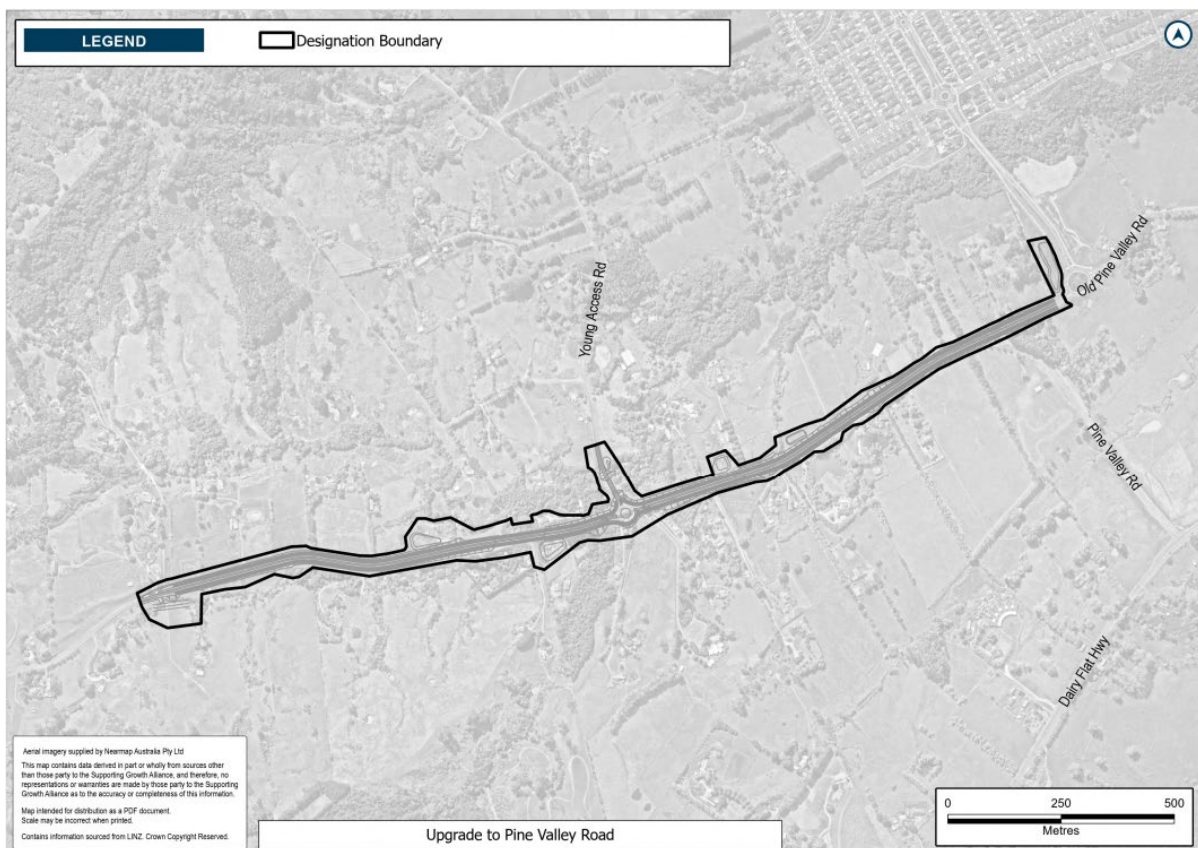 LEGEND
Designation Boundary
Old Pine Valley Rd
Young Access Rd
Pine Valley Rd
Dairy Flat Hwy
Aerial imagery supplied by Nearmap Australia Pty Ltd
This map contains data derived in part or wholly from sources other
than those party to the Supporting Growth Alliance, and therefore, no
representations or warranties are made by those party to the Supporting
Growth Alliance as to the accuracy or completeness of this information.
Map intended for distribution as a PDF document.
Scale may be incorrect when printed.
Contains information sourced from LINZ. Crown Copyright Reserved.
Upgrade to Pine Valley Road
0 250 500
Metres